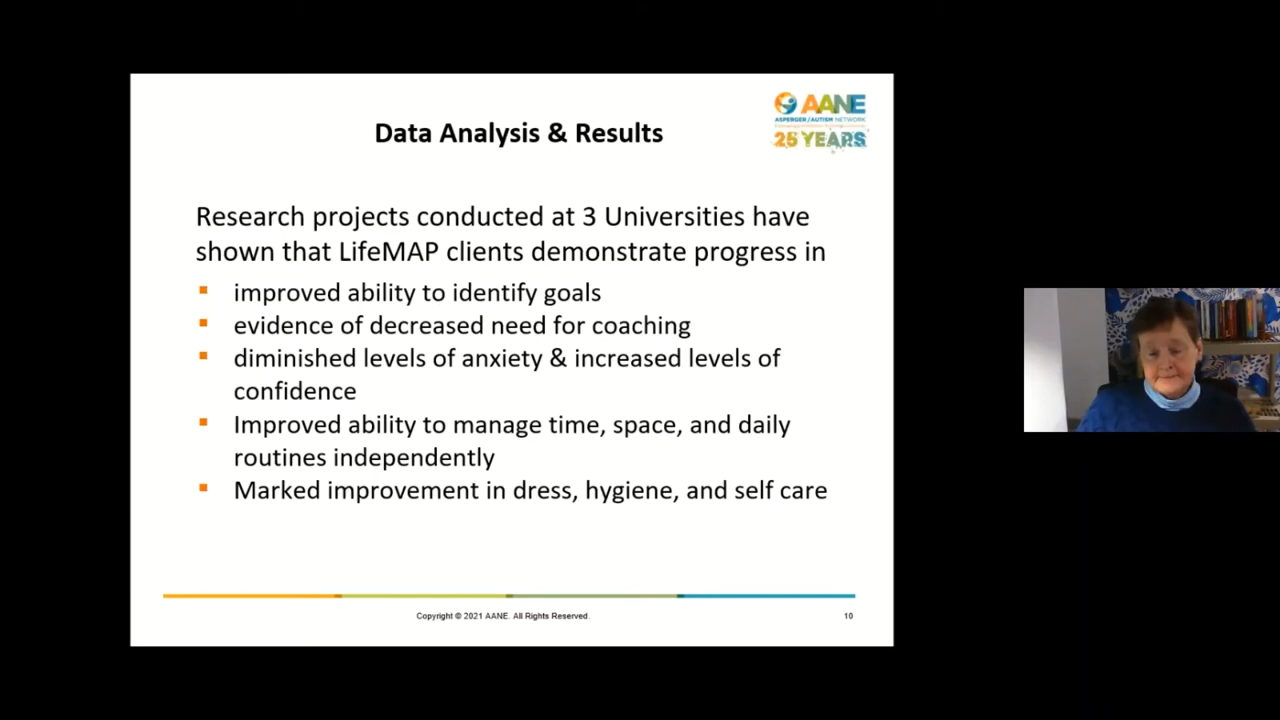 Data Analysis & Results
AANE
ASPERGER/AUTISM NETWORK
25 YEARS
Research projects conducted at 3 Universities have
shown that LifeMAP clients demonstrate progress in
improved ability to identify goals
evidence of decreased need for coaching
diminished levels of anxiety & increased levels of
confidence
Improved ability to manage time, space, and daily
routines independently
Marked improvement in dress, hygiene, and self care
Copyright © 2021 AANE. All Rights Reserved.
10